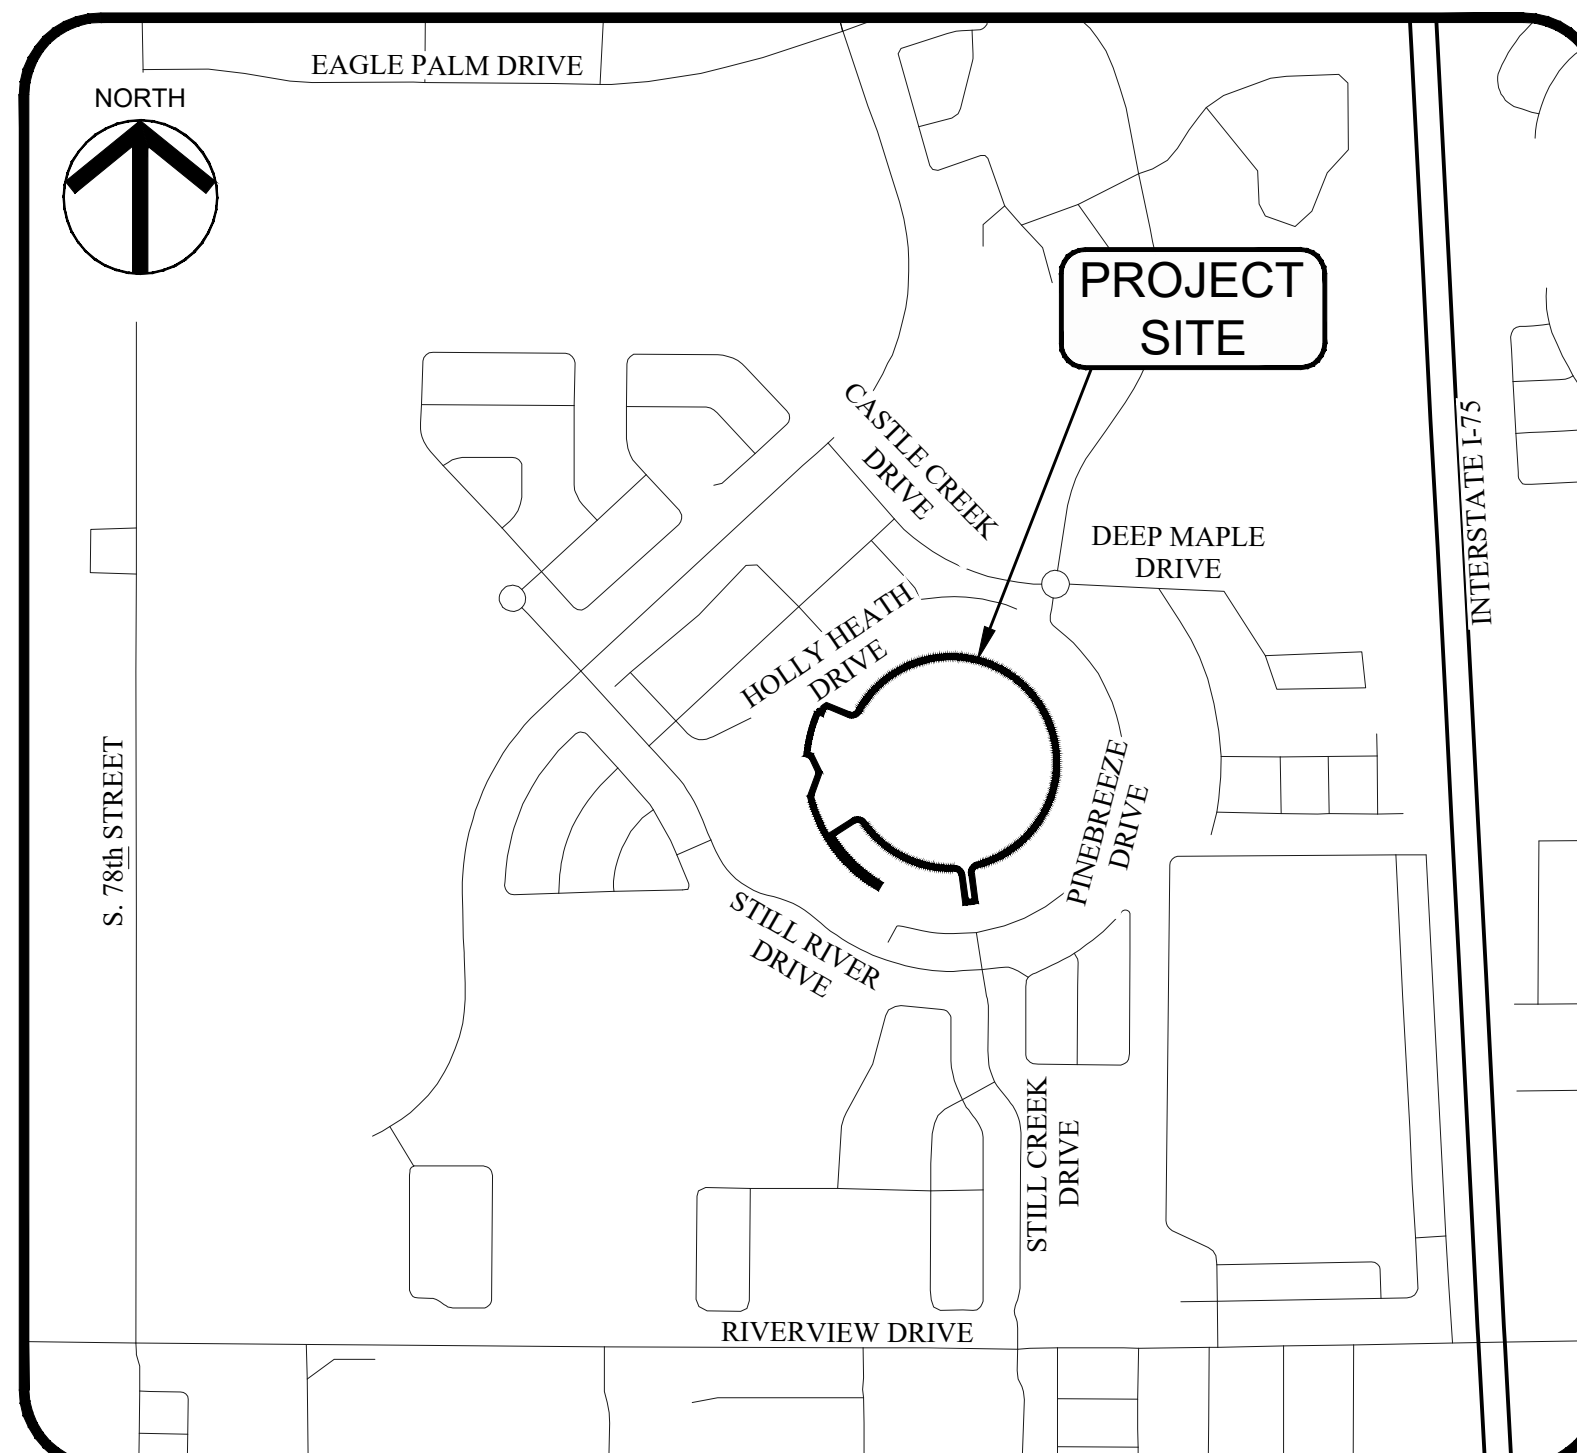 EAGLE PALM DRIVE
NORTH
PROJECT
SITE
CASTLE CREEK
DRIVE
DEEP MAPLE
DRIVE
INTERSTATE I-75
HOLLY HEATH
DRIVE
S. 78th STREET
PINEBREEZE
DRIVE
STILL RIVER
DRIVE
STILL CREEK
DRIVE
RIVERVIEW DRIVE